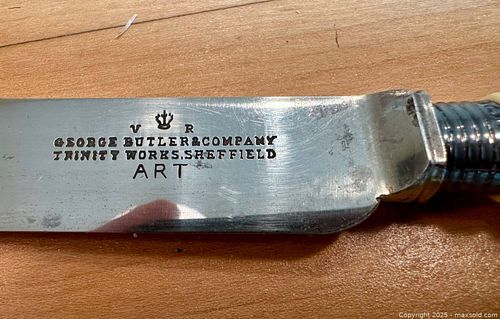 V R
GEORGE BUTLER & COMPANY
TRINITY WORKS, SHEFFIELD
ART
Copyright 2025 - maxsold.com